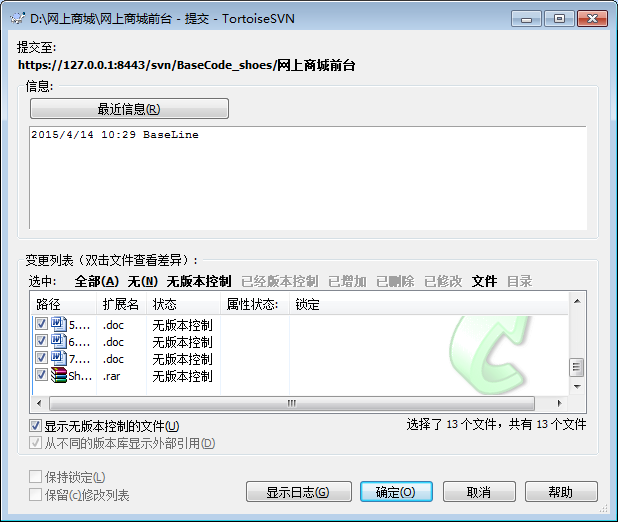 D:\网上商城\网上商城前台 - 提交 - TortoiseSVN
提交至:
https://127.0.0.1:8443/svn/BaseCode_shoes/网上商城前台
信息:
最近信息(R)
2015/4/14 10:29 BaseLine
变更列表（双击文件查看差异）:
选中: 全部(A) 无(N) 无版本控制 已经版本控制 已增加 已删除 已修改 文件 目录
路径 扩展名 状态 属性状态: 锁定
5.... .doc 无版本控制
6.... .doc 无版本控制
7.... .doc 无版本控制
Sh... .rar 无版本控制
显示无版本控制的文件(U) 选择了 13 个文件，共有 13 个文件
从不同的版本库显示外部引用(D)
保持锁定(L)
保留(c)修改列表
显示日志(G) 确定(O) 取消 帮助